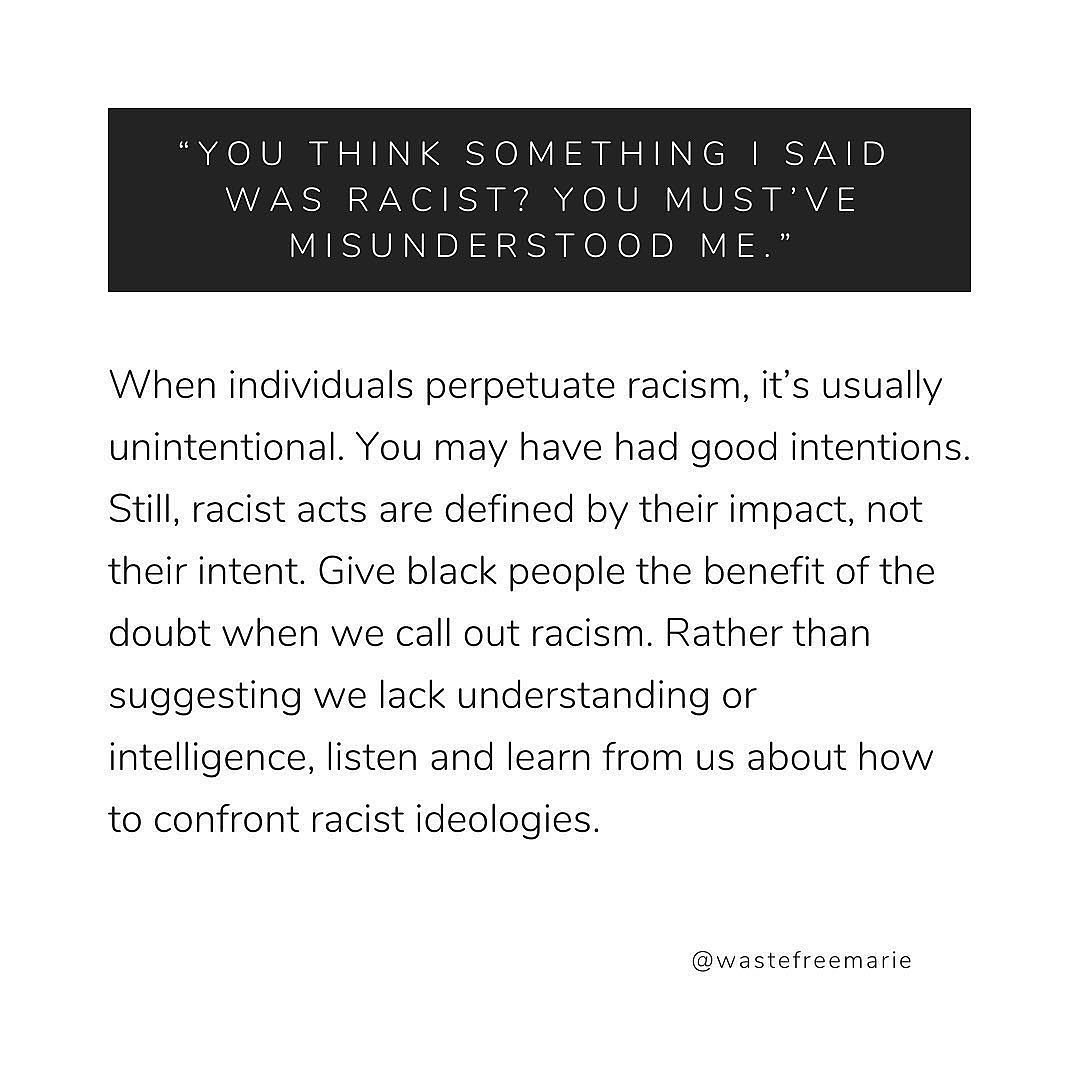 “YOU THINK SOMETHING I SAID
WAS RACIST? YOU MUST’VE
MISUNDERSTOOD ME.”
When individuals perpetuate racism, it’s usually
unintentional. You may have had good intentions.
Still, racist acts are defined by their impact, not
their intent. Give black people the benefit of the
doubt when we call out racism. Rather than
suggesting we lack understanding or
intelligence, listen and learn from us about how
to confront racist ideologies.
@wastefreemarie